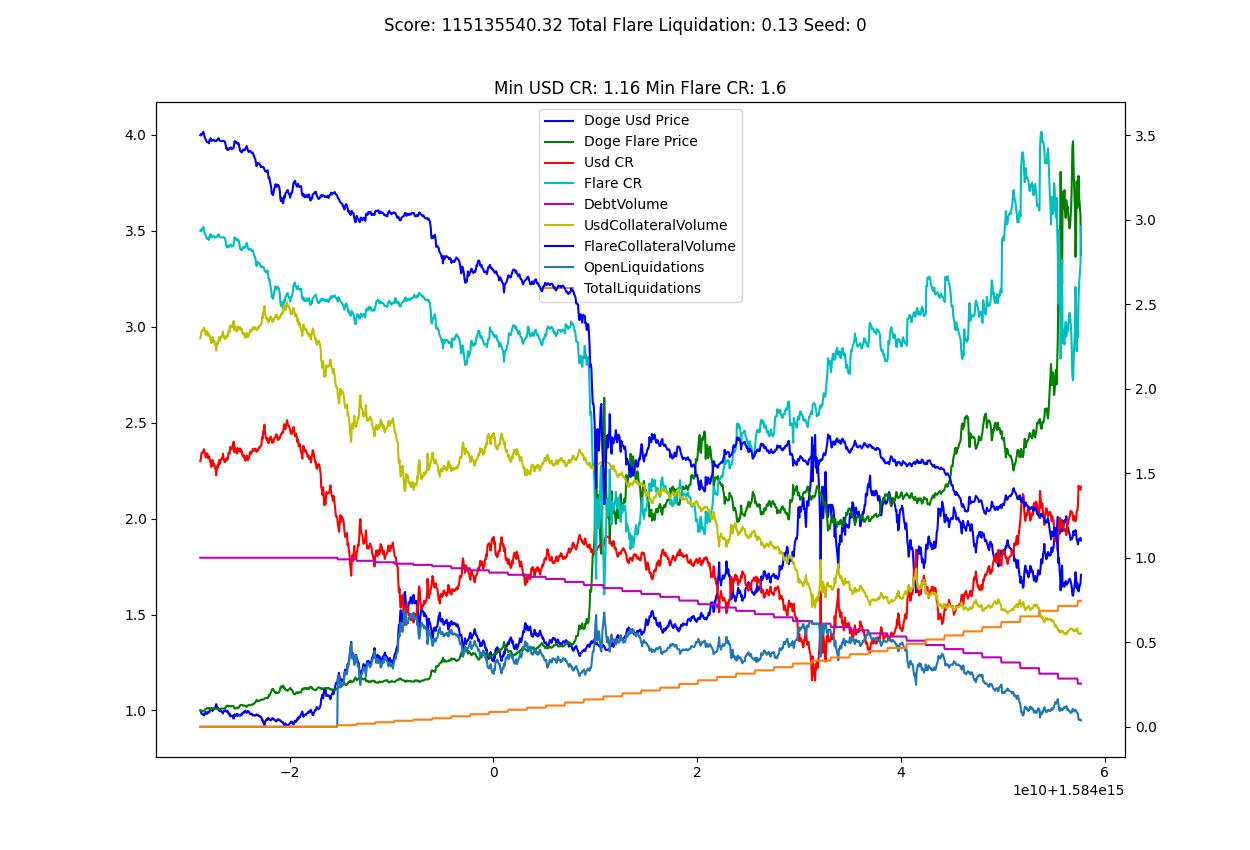 Score: 115135540.32 Total Flare Liquidation: 0.13 Seed: 0
Min USD CR: 1.16 Min Flare CR: 1.6
Doge Usd Price
Doge Flare Price
Usd CR
Flare CR
DebtVolume
UsdCollateralVolume
FlareCollateralVolume
OpenLiquidations
TotalLiquidations
4.0
3.5
3.0
2.5
2.0
1.5
1.0
3.5
3.0
2.5
2.0
1.5
1.0
0.5
0.0
−2 0 2 4 6
1e10+1.584e15